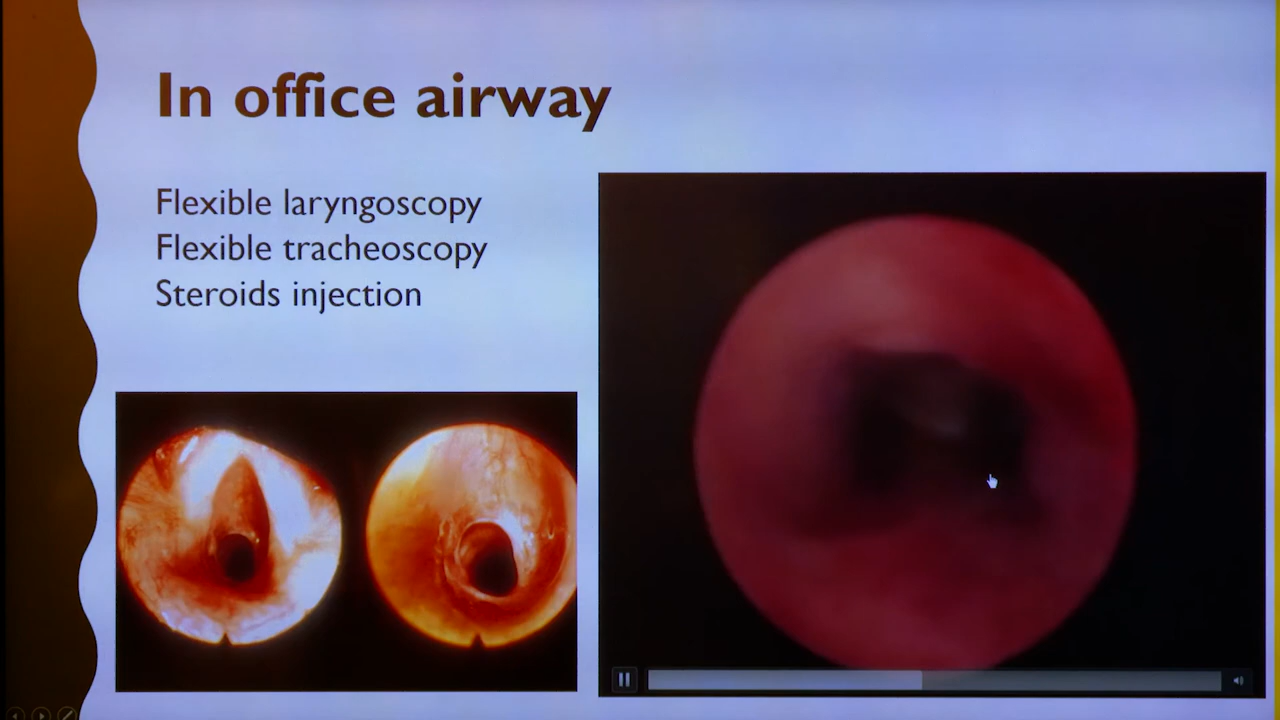 In office airway
Flexible laryngoscopy
Flexible tracheoscopy
Steroids injection